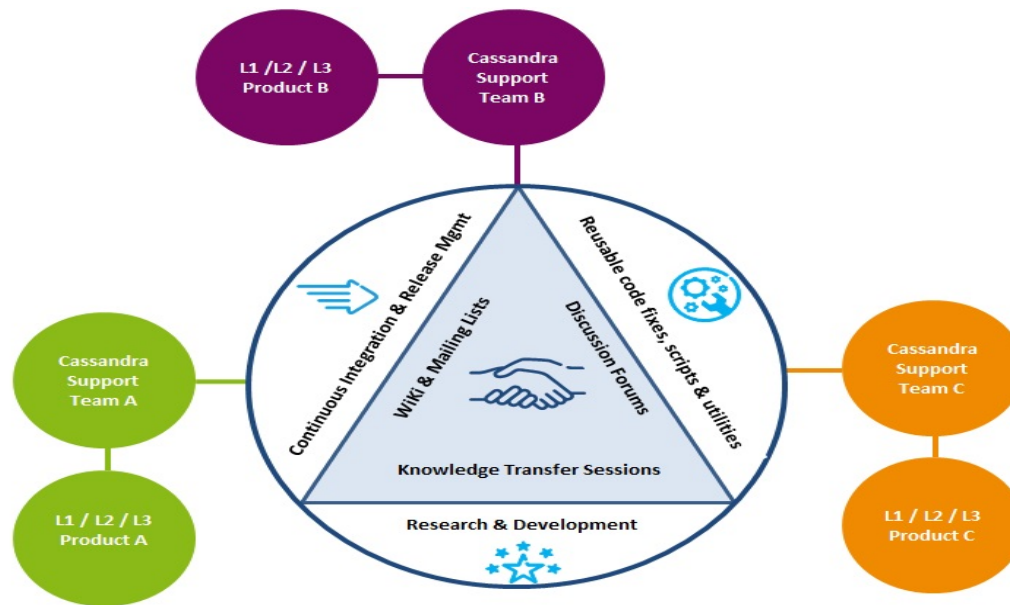 L1 /L2 / L3
Product B
Cassandra
Support
Team B
Continuous Integration & Release Mgmt
Reusable code fixes, scripts & utilities
WiKi & Mailing Lists
Discussion Forums
Cassandra
Support
Team A
Cassandra
Support
Team C
Knowledge Transfer Sessions
L1 / L2 / L3
Product A
Research & Development
L1 / L2 / L3
Product C